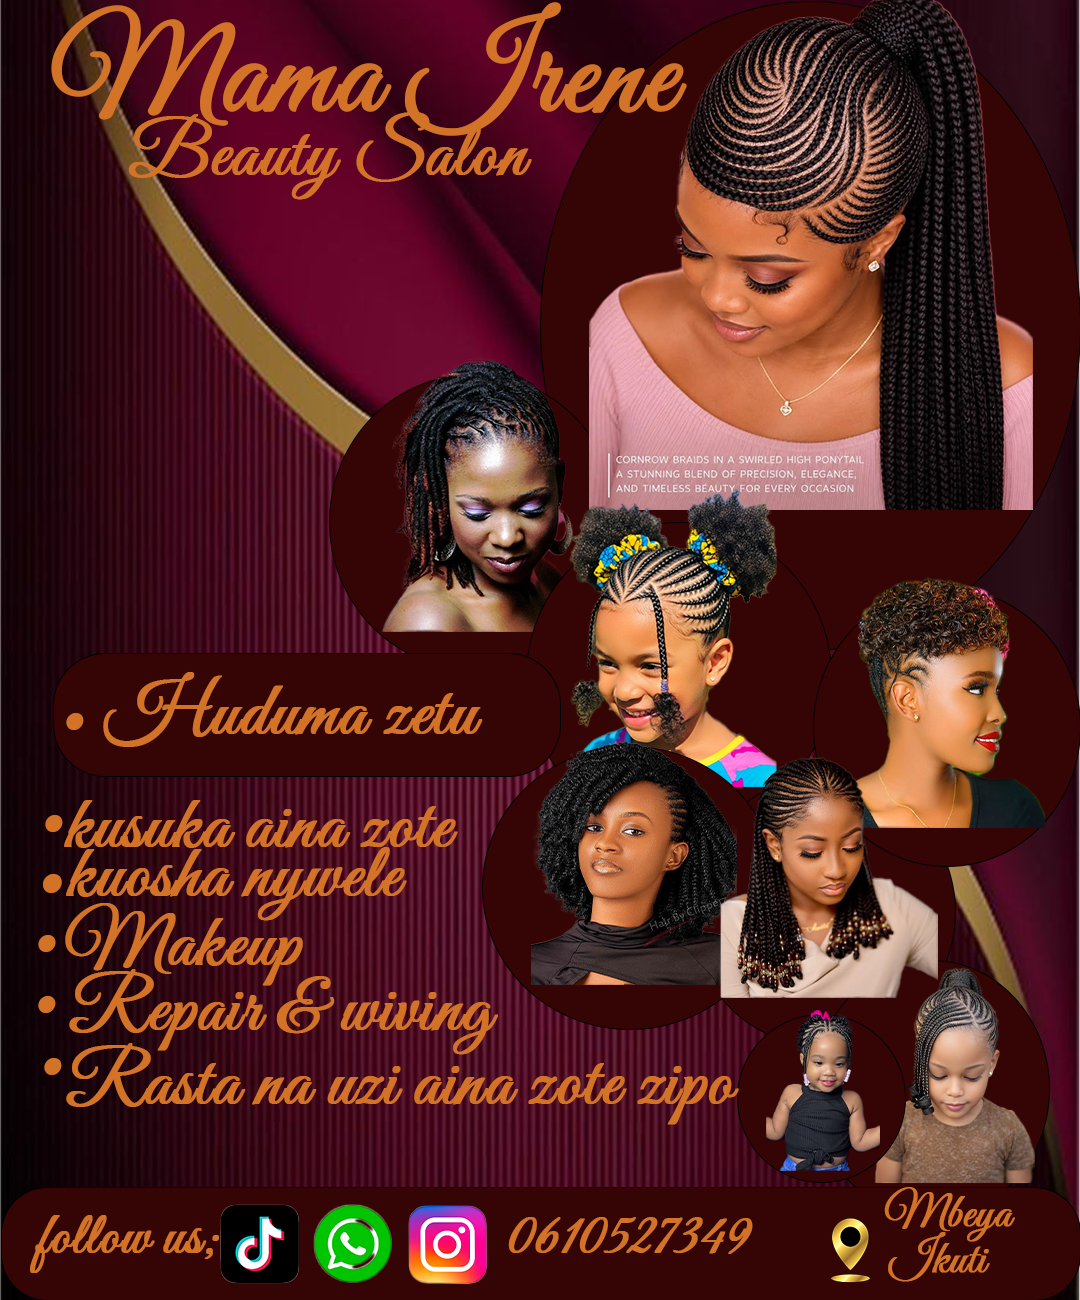 Mama Irene
Beauty Salon
CORNROW BRAIDS IN A SWIRLED HIGH PONYTAIL
A STUNNING BLEND OF PRECISION, ELEGANCE,
AND TIMELESS BEAUTY FOR EVERY OCCASION
• Huduma zetu
•kusuka aina zote
•kuosha nywele
•Makeup
•Repair & wiving
•Rasta na uzi aina zote zipo
Hair By
follow us;
0610527349
Mbeya
Ikuti